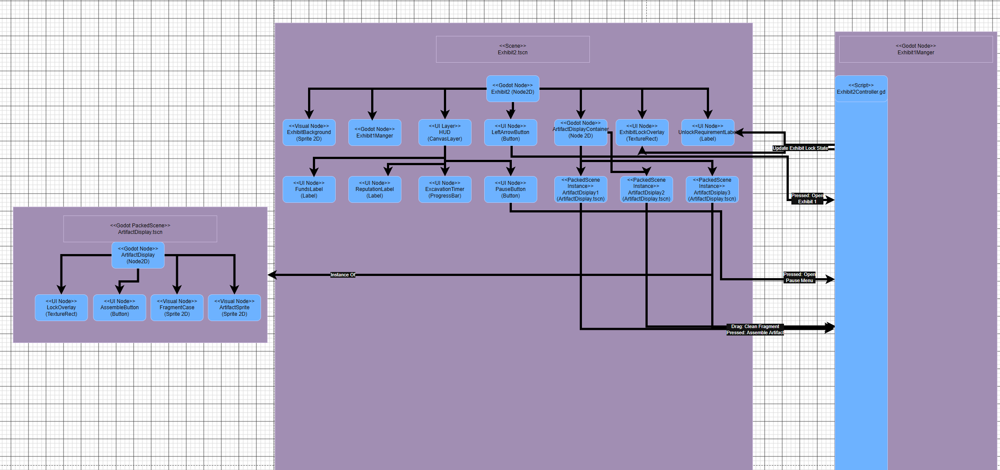 <<Scene>>
Exhibit2.tscn
<<Godot Node>>
Exhibit1Manger
<<Godot Node>>
Exhibit2 (Node2D)
<<Script>>
Exhibit2Controller.gd
<<Visual Node>>
ExhibitBackground
(Sprite 2D)
<<Godot Node>>
Exhibit1Manger
<<UI Layer>>
HUD
(CanvasLayer)
<<UI Node>>
LeftArrowButton
(Button)
<<Godot Node>>
ArtifactDisplayContainer
(Node 2D)
<<UI Node>>
ExhibitLockOverlay
(TextureRect)
<<UI Node>>
UnlockRequirementLabel
(Label)
Update Exhibit Lock State
<<UI Node>>
FundsLabel
(Label)
<<UI Node>>
ReputationLabel
(Label)
<<UI Node>>
ExcavationTimer
(ProgressBar)
<<UI Node>>
PauseButton
(Button)
<<PackedScene
Instance>>
ArtifactDsiplay1
(ArtifactDisplay.tscn)
<<PackedScene
Instance>>
ArtifactDsiplay2
(ArtifactDisplay.tscn)
<<PackedScene
Instance>>
ArtifactDsiplay3
(ArtifactDisplay.tscn)
Pressed: Open
Exhibit 1
<<Godot PackedScene>>
ArtifactDisplay.tscn
<<Godot Node>>
ArtifactDisplay
(Node2D)
Instance Of
Pressed: Open
Pause Menu
<<UI Node>>
LockOverlay
(TextureRect)
<<UI Node>>
AssembleButton
(Button)
<<Visual Node>>
FragmentCase
(Sprite 2D)
<<Visual Node>>
ArtifactSprite
(Sprite 2D)
Drag: Clean Fragment
Pressed: Assemble Artifact